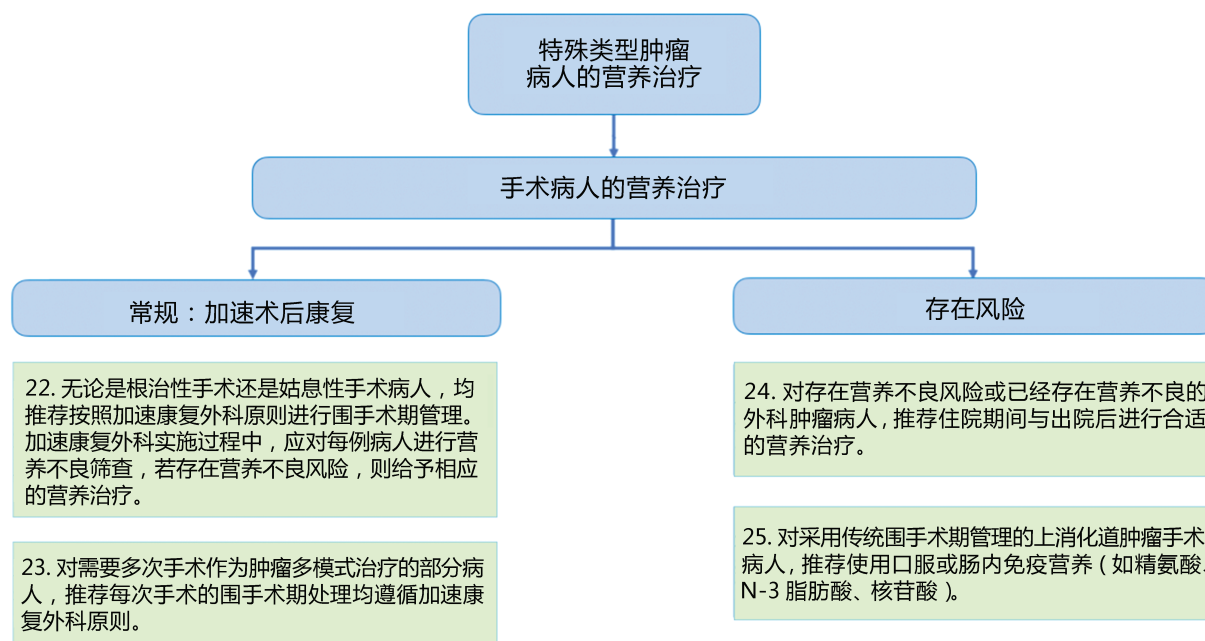 特殊类型肿瘤
病人的营养治疗
手术病人的营养治疗
常规：加速术后康复
22. 无论是根治性手术还是姑息性手术病人，均
推荐按照加速康复外科原则进行围手术期管理。
加速康复外科实施过程中，应对每例病人进行营
养不良筛查，若存在营养不良风险，则给予相应
的营养治疗。
23. 对需要多次手术作为肿瘤多模式治疗的部分病
人，推荐每次手术的围手术期处理均遵循加速康
复外科原则。
存在风险
24. 对存在营养不良风险或已经存在营养不良的
外科肿瘤病人，推荐住院期间与出院后进行合适
的营养治疗。
25. 对采用传统围手术期管理的上消化道肿瘤手术
病人，推荐使用口服或肠内免疫营养（如精氨酸、
N-3 脂肪酸、核苷酸）。